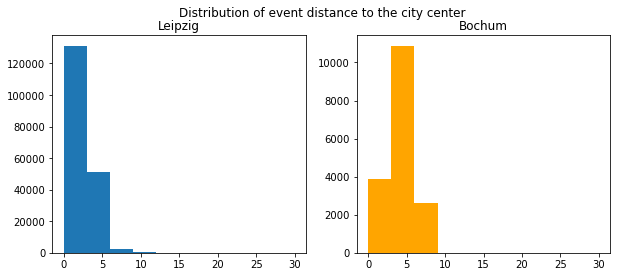 Distribution of event distance to the city center
Leipzig
Bochum
120000
100000
80000
60000
40000
20000
0
0 5 10 15 20 25 30
10000
8000
6000
4000
2000
0
0 5 10 15 20 25 30